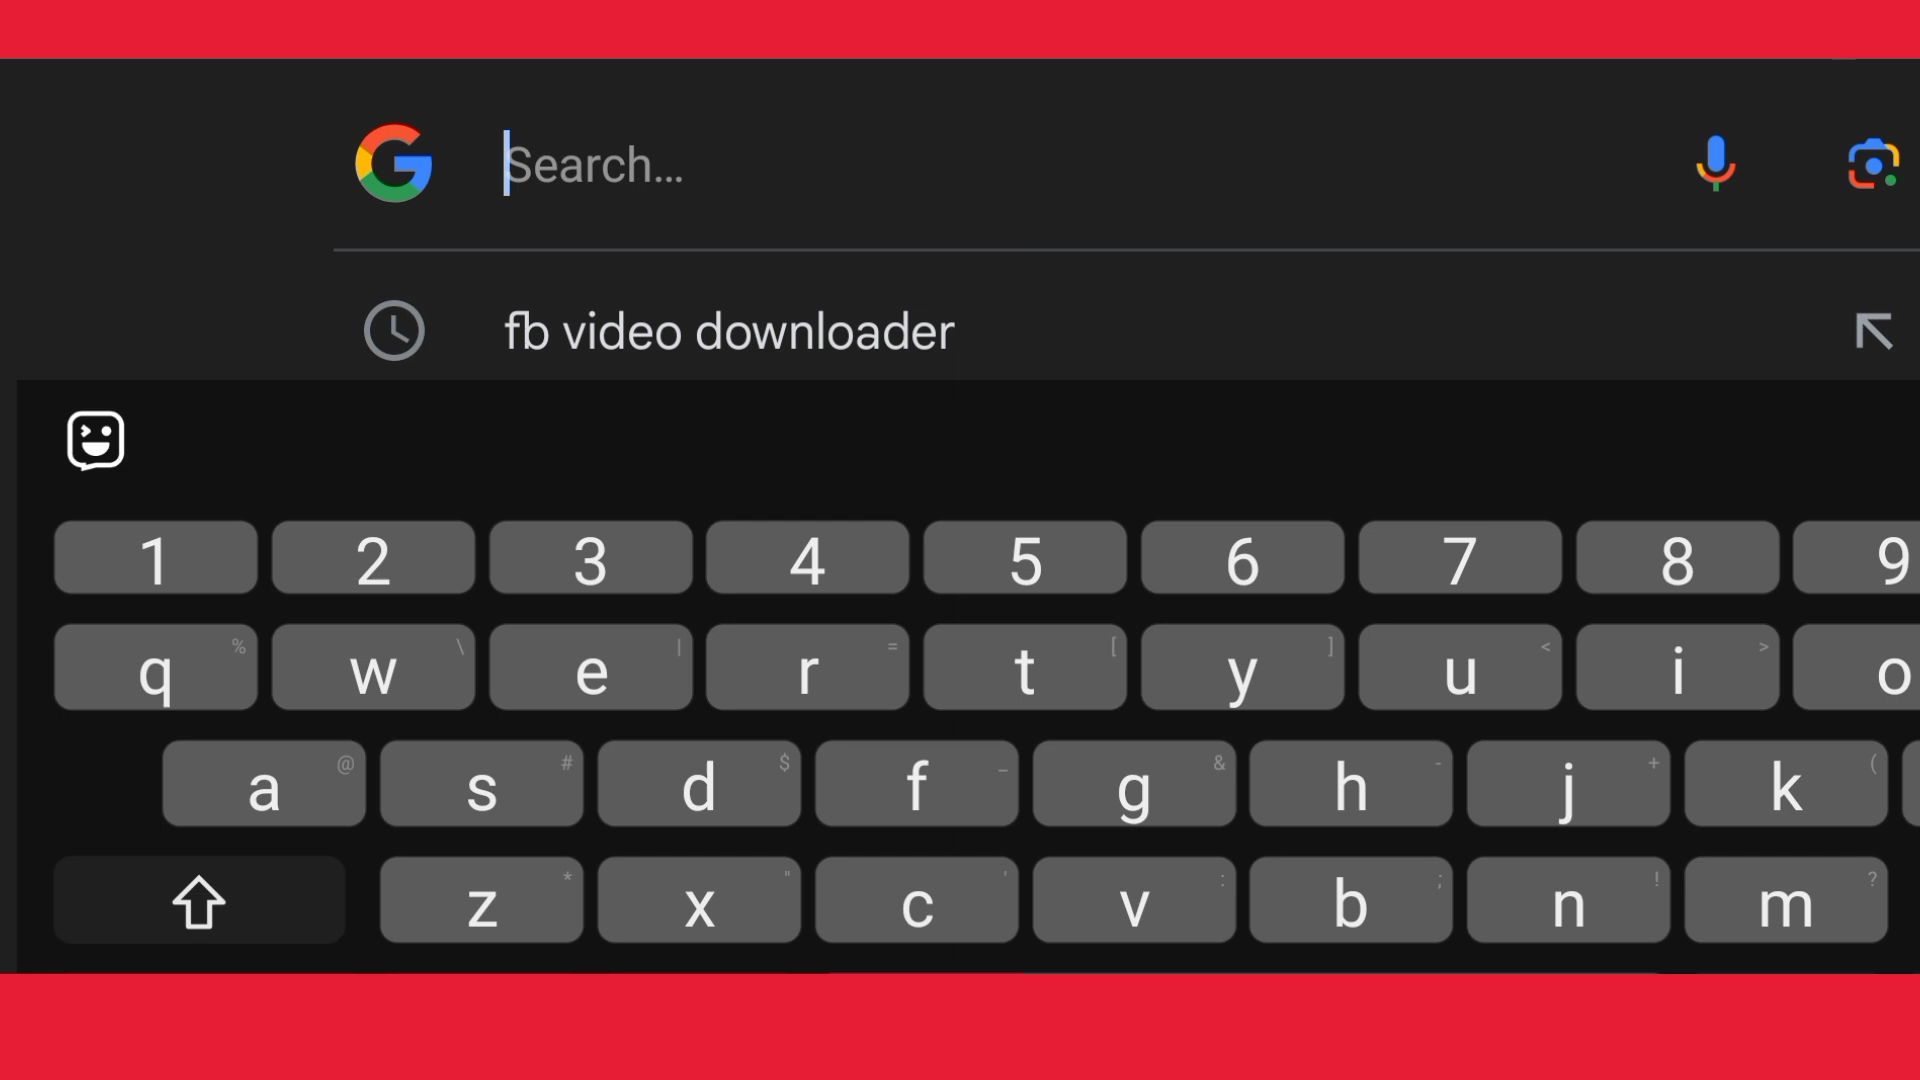 Search...
fb video downloader
1 2 3 4 5 6 7 8 9
q % w \ e | r = t [ y ] u < i > o
a @ s # d $ f _ g & h - j + k (
z * x " c ' v : b ; n ! m ?